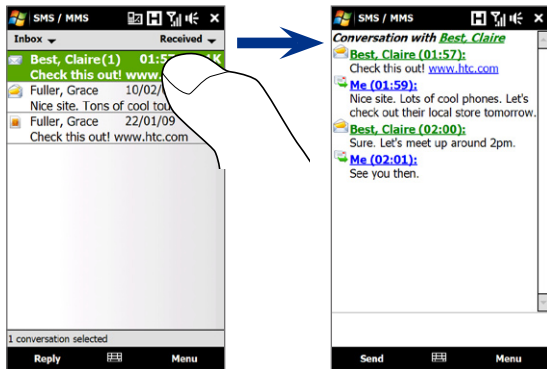 SMS / MMS
Inbox Received
Best, Claire(1) 01:5 K
Check this out! www.
Fuller, Grace 10/02/
Nice site. Tons of cool tou
Fuller, Grace 22/01/09
Check this out! www.htc.com
1 conversation selected
Reply Menu
SMS / MMS
Conversation with Best, Claire
Best, Claire (01:57):
Check this out! www.htc.com
Me (01:59):
Nice site. Lots of cool phones. Let's
check out their local store tomorrow.
Best, Claire (02:00):
Sure. Let's meet up around 2pm.
Me (02:01):
See you then.
Send Menu